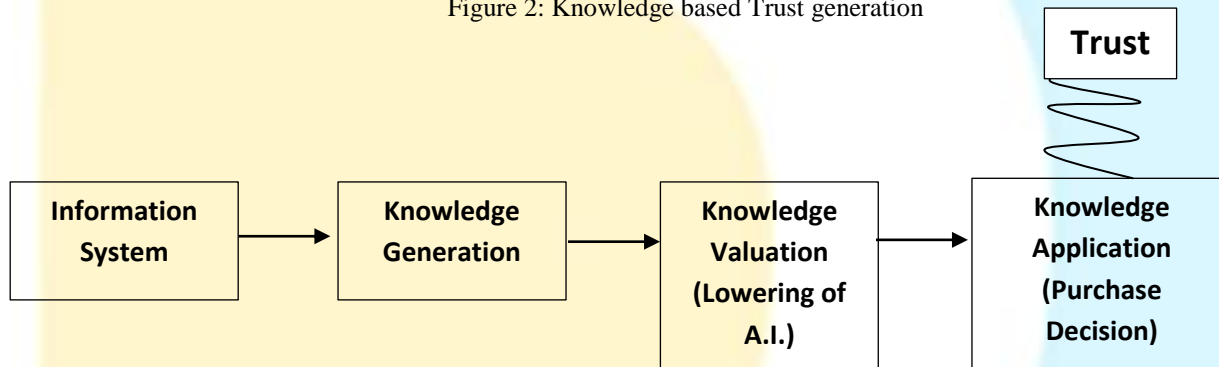 Figure 2: Knowledge based Trust generation
Trust
Information
System
Knowledge
Generation
Knowledge
Valuation
(Lowering of
A.I.)
Knowledge
Application
(Purchase
Decision)